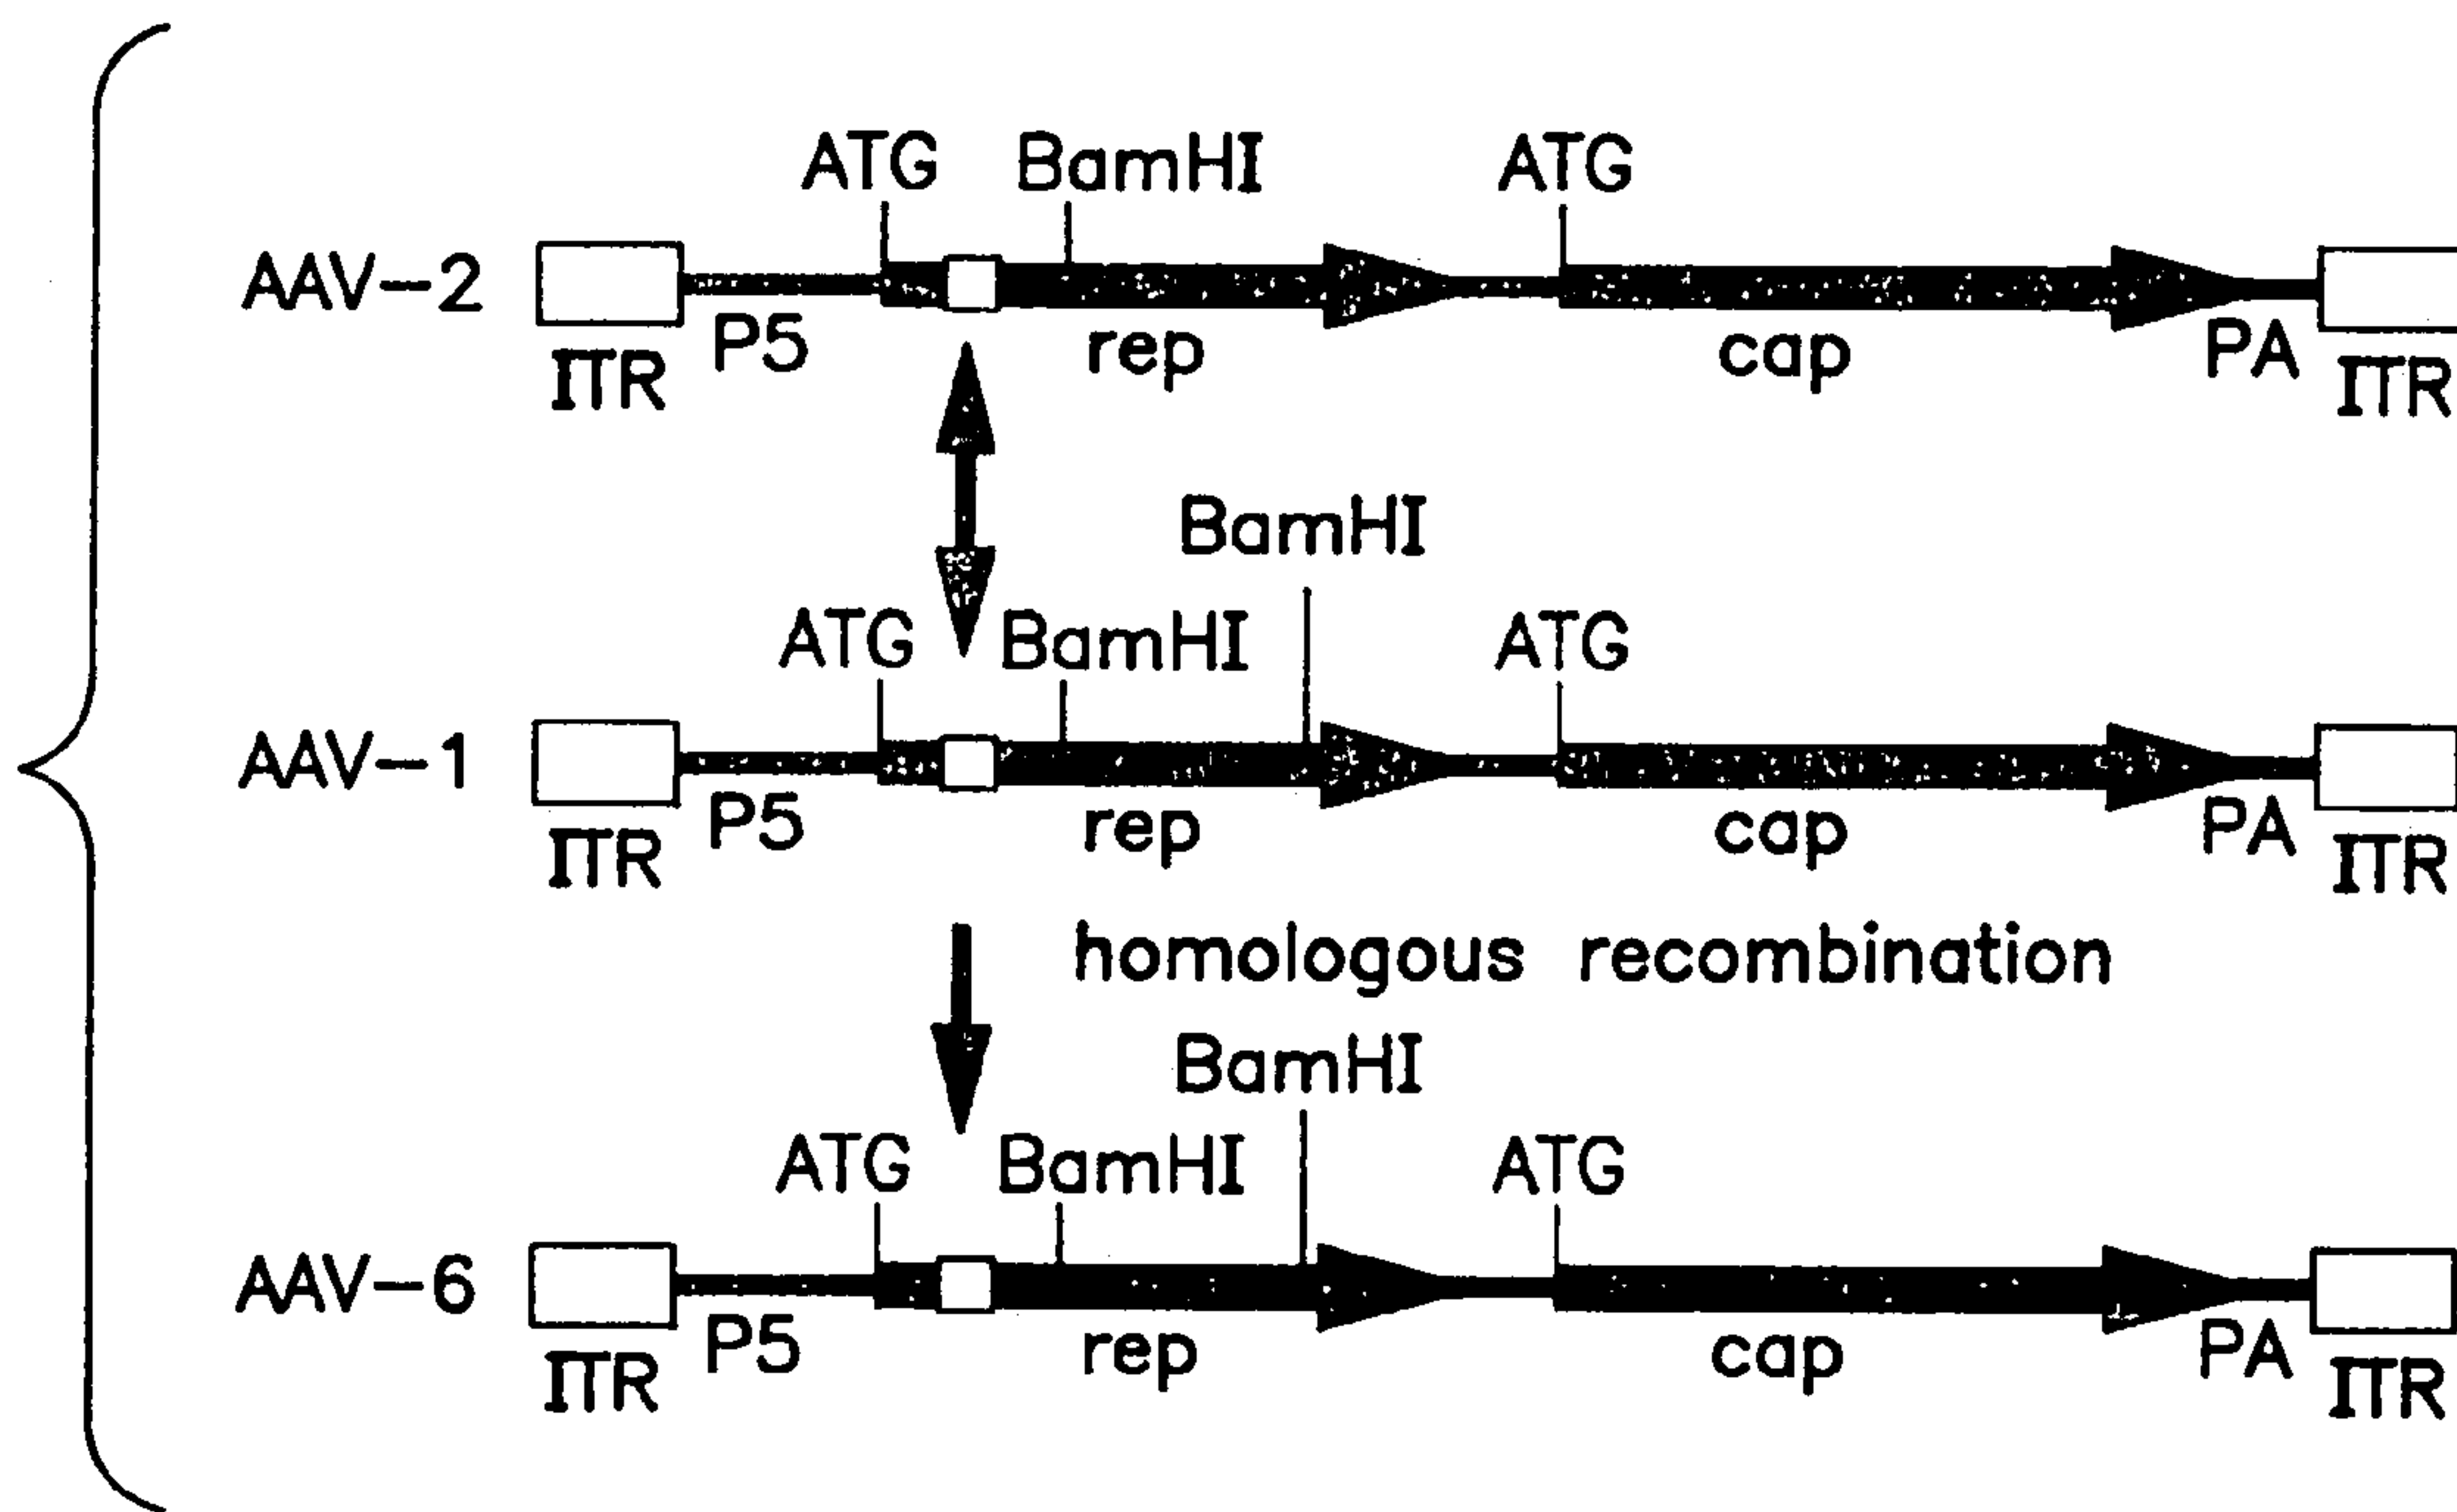 ATG BamHI ATG
AAV-2
P5 rep cap PA
ITR ITR
BamHI
ATG BamHI ATG
AAV-1
P5 rep cap PA
ITR ITR
homologous recombination
BamHI
ATG BamHI ATG
AAV-6
P5 rep cap PA
ITR ITR